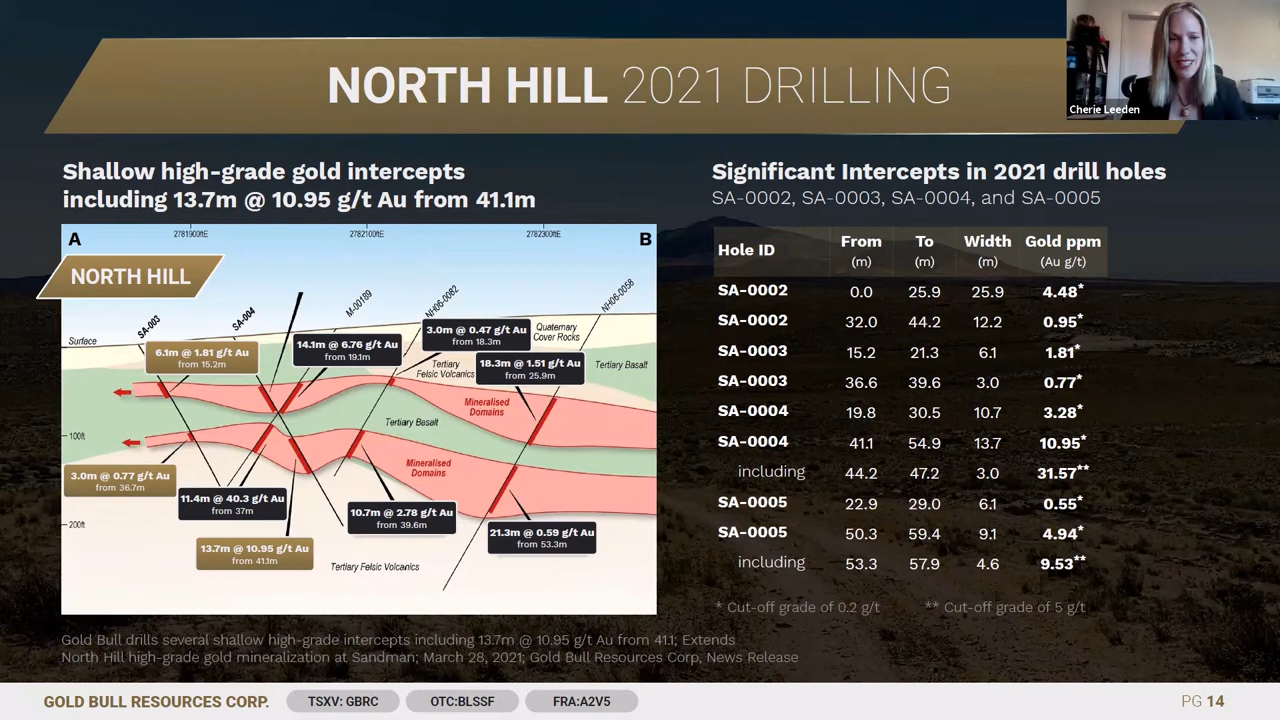 NORTH HILL 2021 DRILLING
Cherie Leeden
Shallow high-grade gold intercepts
including 13.7m @ 10.95 g/t Au from 41.1m
A
2781900ftE
2782100ftE
2782300ftE
B
NORTH HILL
SA-003
SA-004
M-00189
NH06-0082
NH06-0058
Surface
6.1m @ 1.81 g/t Au
from 15.2m
14.1m @ 6.76 g/t Au
from 19.1m
3.0m @ 0.47 g/t Au
from 18.3m
Quaternary
Cover Rocks
18.3m @ 1.51 g/t Au
from 25.9m
Tertiary
Felsic Volcanics
Tertiary Basalt
Mineralised
Domains
Tertiary Basalt
100ft
Mineralised
Domains
3.0m @ 0.77 g/t Au
from 36.7m
11.4m @ 40.3 g/t Au
from 37m
10.7m @ 2.78 g/t Au
from 39.6m
200ft
21.3m @ 0.59 g/t Au
from 53.3m
13.7m @ 10.95 g/t Au
from 41.1m
Tertiary Felsic Volcanics
Significant Intercepts in 2021 drill holes
SA-0002, SA-0003, SA-0004, and SA-0005
Hole ID From (m) To (m) Width (m) Gold ppm (Au g/t)
SA-0002 0.0 25.9 25.9 4.48*
SA-0002 32.0 44.2 12.2 0.95*
SA-0003 15.2 21.3 6.1 1.81*
SA-0003 36.6 39.6 3.0 0.77*
SA-0004 19.8 30.5 10.7 3.28*
SA-0004 41.1 54.9 13.7 10.95*
including 44.2 47.2 3.0 31.57**
SA-0005 22.9 29.0 6.1 0.55*
SA-0005 50.3 59.4 9.1 4.94*
including 53.3 57.9 4.6 9.53**
* Cut-off grade of 0.2 g/t ** Cut-off grade of 5 g/t
Gold Bull drills several shallow high-grade intercepts including 13.7m @ 10.95 g/t Au from 41.1; Extends
North Hill high-grade gold mineralization at Sandman; March 28, 2021; Gold Bull Resources Corp, News Release
GOLD BULL RESOURCES CORP. TSXV: GBRC OTC:BLSSF FRA:A2V5 PG 14